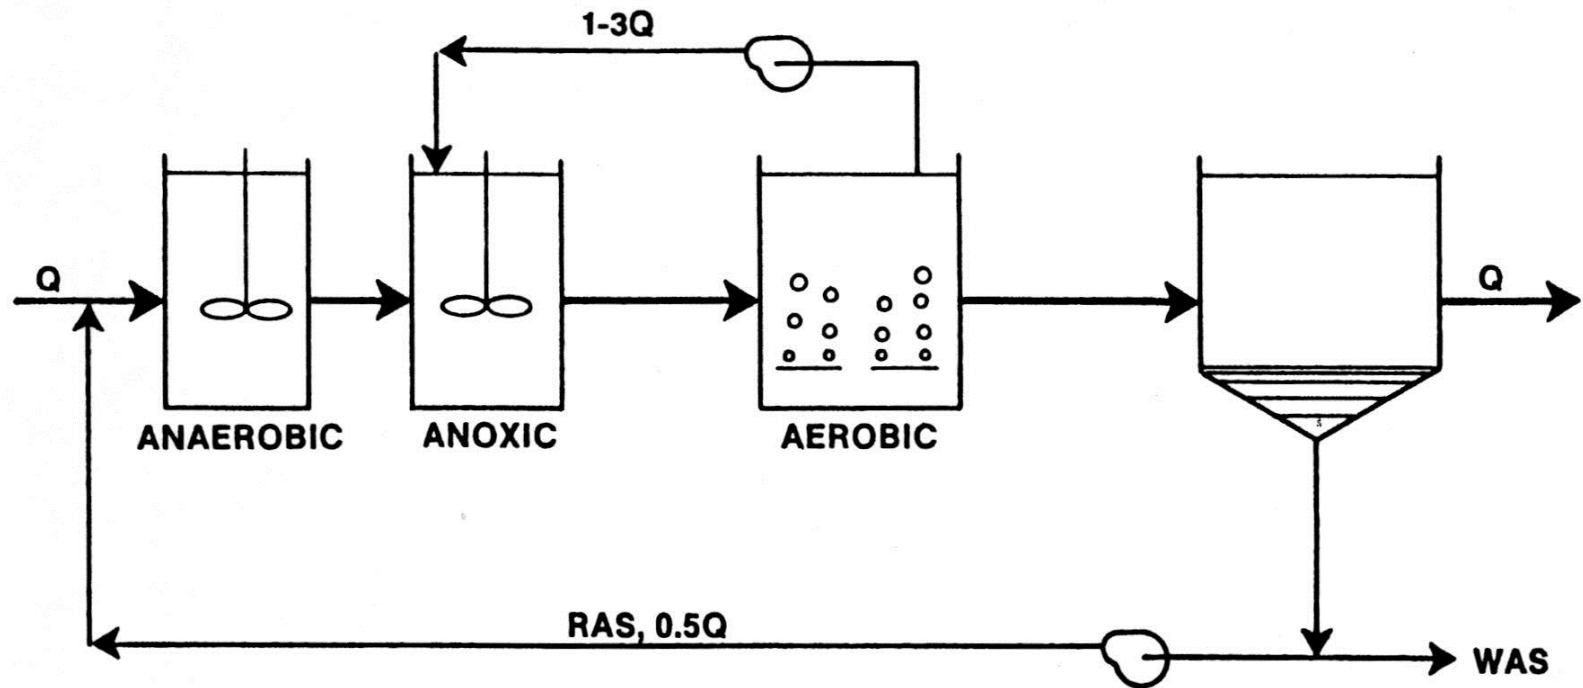 1-3Q
Q
Q
ANAEROBIC
ANOXIC
AEROBIC
RAS, 0.5Q
WAS